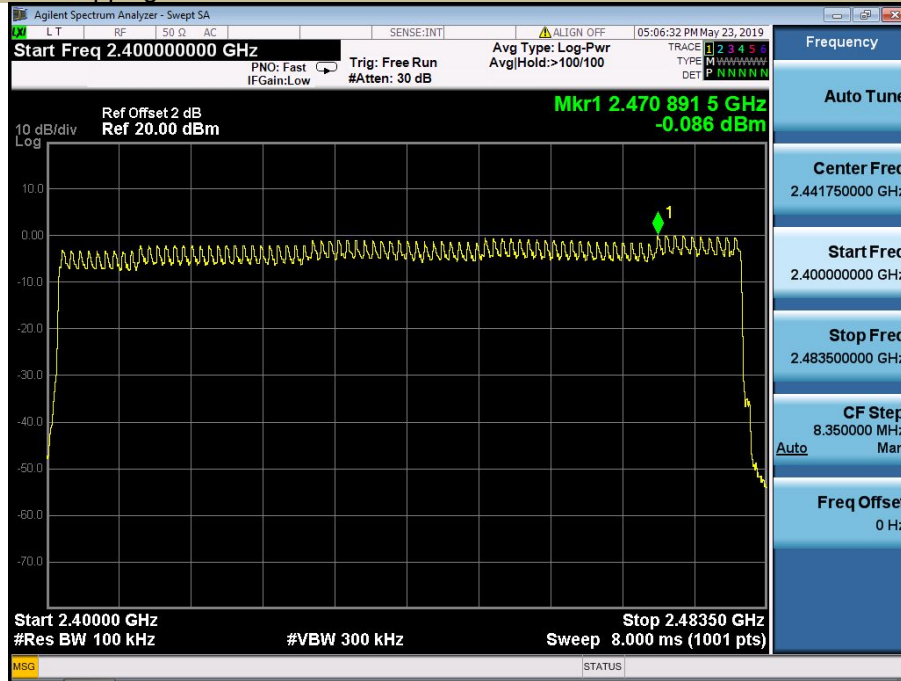 Agilent Spectrum Analyzer - Swept SA
LXI LT RF 50 Ω AC SENSE:INT ALIGN OFF 05:06:32 PM May 23, 2019
Start Freq 2.400000000 GHz
PNO: Fast
IFGain:Low
Trig: Free Run
#Atten: 30 dB
Avg Type: Log-Pwr
Avg|Hold:>100/100
TRACE 1 2 3 4 5 6
TYPE M WWWWW
DET P N N N N N
Frequency
Mkr1 2.470 891 5 GHz
-0.086 dBm
Ref Offset 2 dB
10 dB/div Ref 20.00 dBm
Log
10.0
0.00
-10.0
-20.0
-30.0
-40.0
-50.0
-60.0
-70.0
1
Start 2.40000 GHz Stop 2.48350 GHz
#Res BW 100 kHz #VBW 300 kHz Sweep 8.000 ms (1001 pts)
Auto Tune
Center Freq
2.441750000 GHz
Start Freq
2.400000000 GHz
Stop Freq
2.483500000 GHz
CF Step
8.350000 MHz
Auto Man
Freq Offset
0 Hz
MSG STATUS